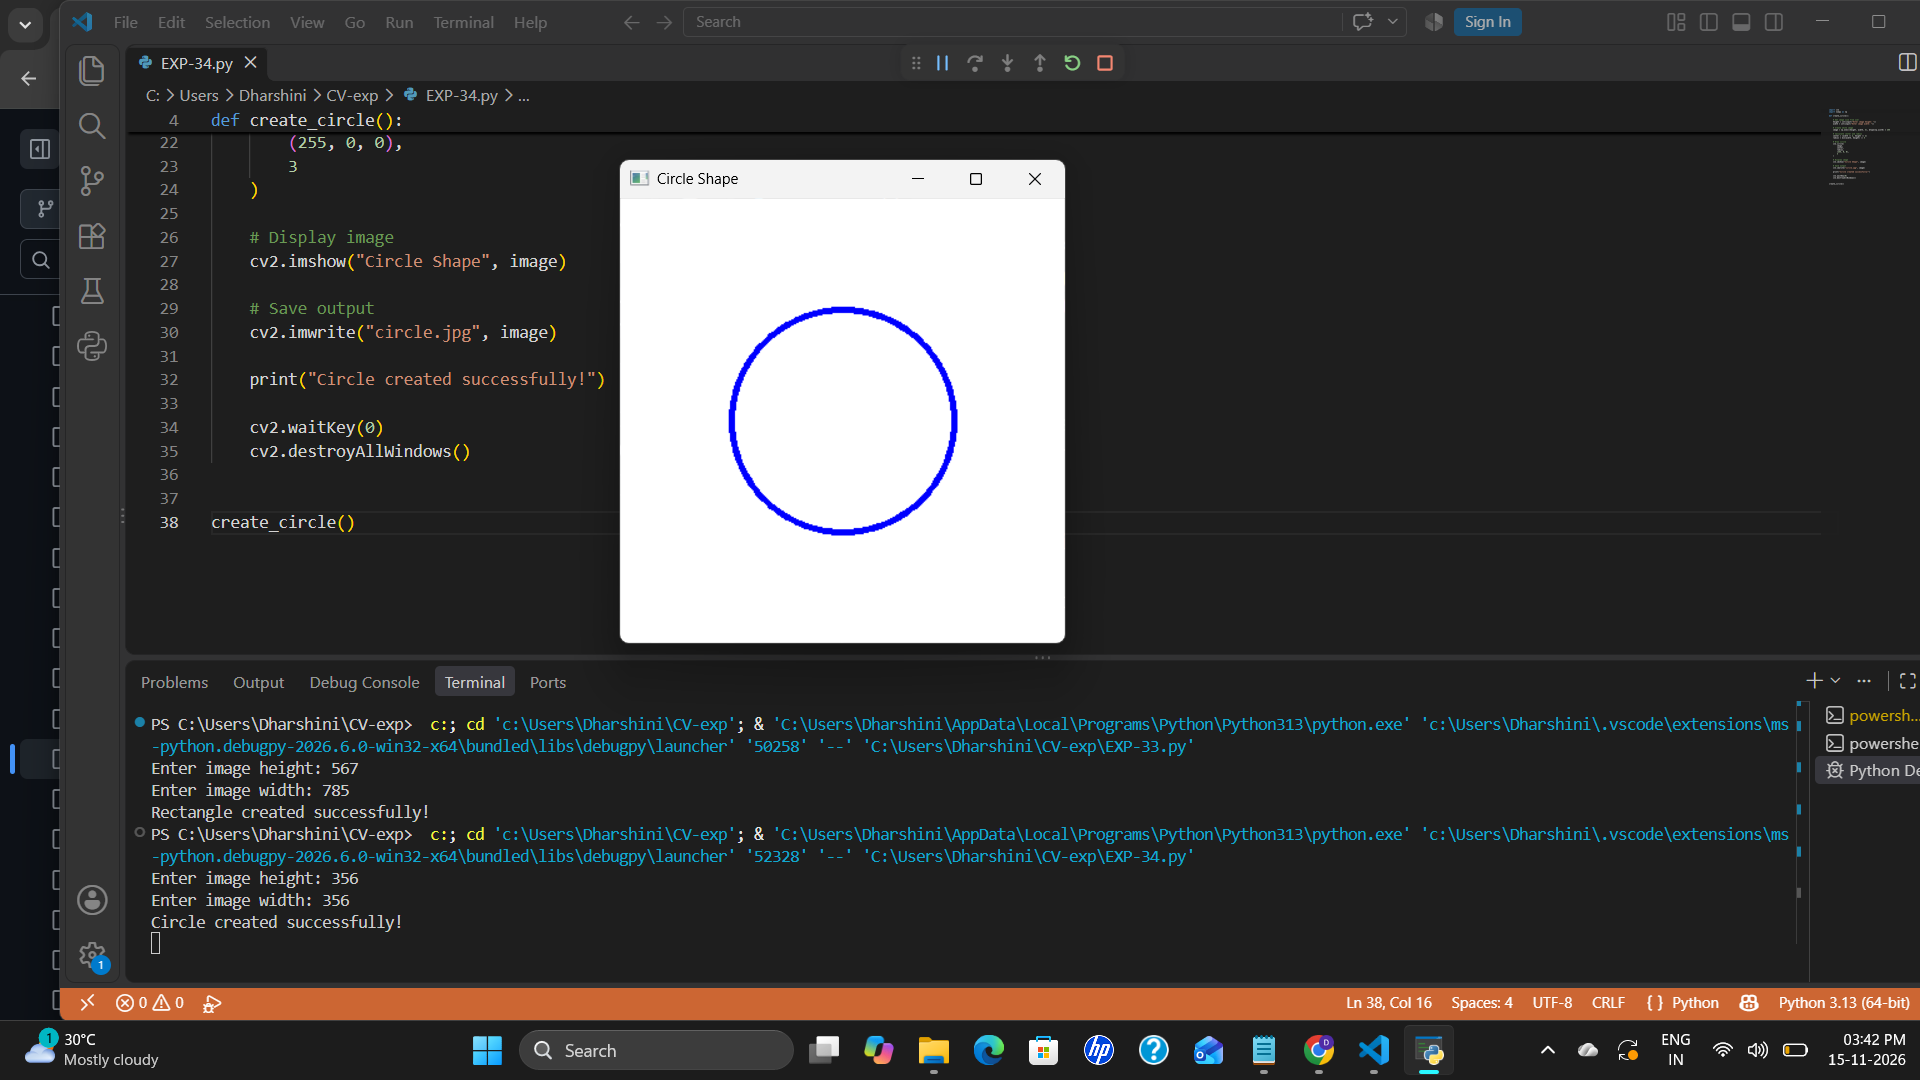 File Edit Selection View Go Run Terminal Help
Search
Sign In
EXP-34.py
C: > Users > Dharshini > CV-exp > EXP-34.py > ...
4 def create_circle():
22 (255, 0, 0),
23 3
24 )
25
26 # Display image
27 cv2.imshow("Circle Shape", image)
28
29 # Save output
30 cv2.imwrite("circle.jpg", image)
31
32 print("Circle created successfully!")
33
34 cv2.waitKey(0)
35 cv2.destroyAllWindows()
36
37
38 create_circle()
Circle Shape
Problems Output Debug Console Terminal Ports
PS C:\Users\Dharshini\CV-exp> c:; cd 'c:\Users\Dharshini\CV-exp'; & 'C:\Users\Dharshini\AppData\Local\Programs\Python\Python313\python.exe' 'c:\Users\Dharshini\.vscode\extensions\ms
-python.debugpy-2026.6.0-win32-x64\bundled\libs\debugpy\launcher' '50258' '--' 'C:\Users\Dharshini\CV-exp\EXP-33.py'
Enter image height: 567
Enter image width: 785
Rectangle created successfully!
PS C:\Users\Dharshini\CV-exp> c:; cd 'c:\Users\Dharshini\CV-exp'; & 'C:\Users\Dharshini\AppData\Local\Programs\Python\Python313\python.exe' 'c:\Users\Dharshini\.vscode\extensions\ms
-python.debugpy-2026.6.0-win32-x64\bundled\libs\debugpy\launcher' '52328' '--' 'C:\Users\Dharshini\CV-exp\EXP-34.py'
Enter image height: 356
Enter image width: 356
Circle created successfully!
powersh...
powershe
Python De
1
0 0
Ln 38, Col 16 Spaces: 4 UTF-8 CRLF {} Python Python 3.13 (64-bit)
1
30°C
Mostly cloudy
Search
hp
ENG
IN
03:42 PM
15-11-2026